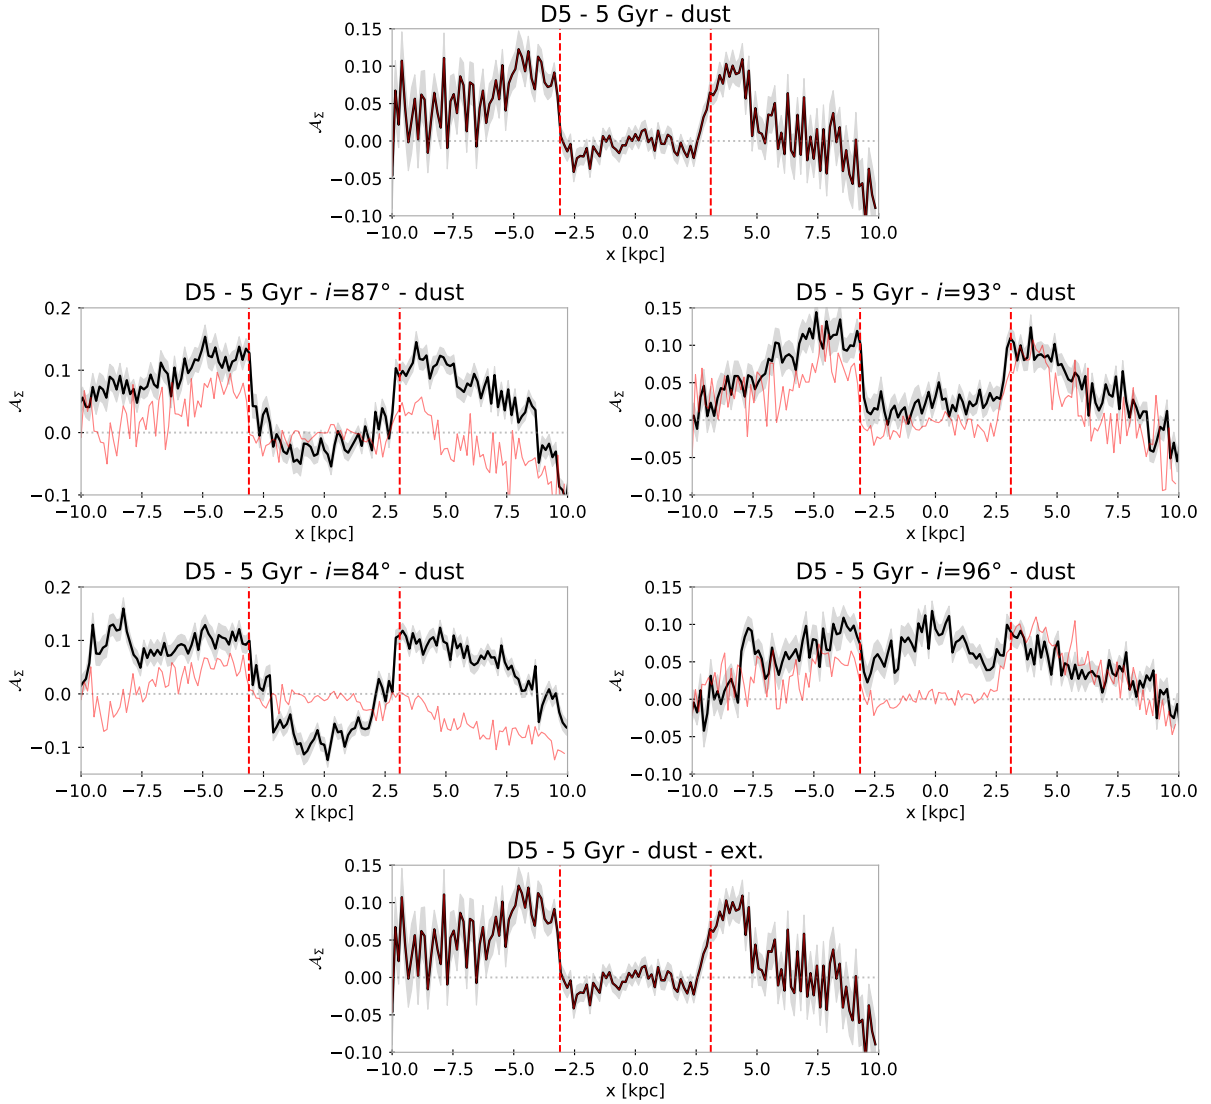 D5 - 5 Gyr - dust
0.15
0.10
0.05
0.00
−0.05
−0.10
𝒜Σ
−10.0 −7.5 −5.0 −2.5 0.0 2.5 5.0 7.5 10.0
x [kpc]
D5 - 5 Gyr - i=87° - dust
0.2
0.1
0.0
−0.1
𝒜Σ
−10.0 −7.5 −5.0 −2.5 0.0 2.5 5.0 7.5 10.0
x [kpc]
D5 - 5 Gyr - i=93° - dust
0.15
0.10
0.05
0.00
−0.05
−0.10
𝒜Σ
−10.0 −7.5 −5.0 −2.5 0.0 2.5 5.0 7.5 10.0
x [kpc]
D5 - 5 Gyr - i=84° - dust
0.2
0.1
0.0
−0.1
𝒜Σ
−10.0 −7.5 −5.0 −2.5 0.0 2.5 5.0 7.5 10.0
x [kpc]
D5 - 5 Gyr - i=96° - dust
0.15
0.10
0.05
0.00
−0.05
−0.10
𝒜Σ
−10.0 −7.5 −5.0 −2.5 0.0 2.5 5.0 7.5 10.0
x [kpc]
D5 - 5 Gyr - dust - ext.
0.15
0.10
0.05
0.00
−0.05
−0.10
𝒜Σ
−10.0 −7.5 −5.0 −2.5 0.0 2.5 5.0 7.5 10.0
x [kpc]